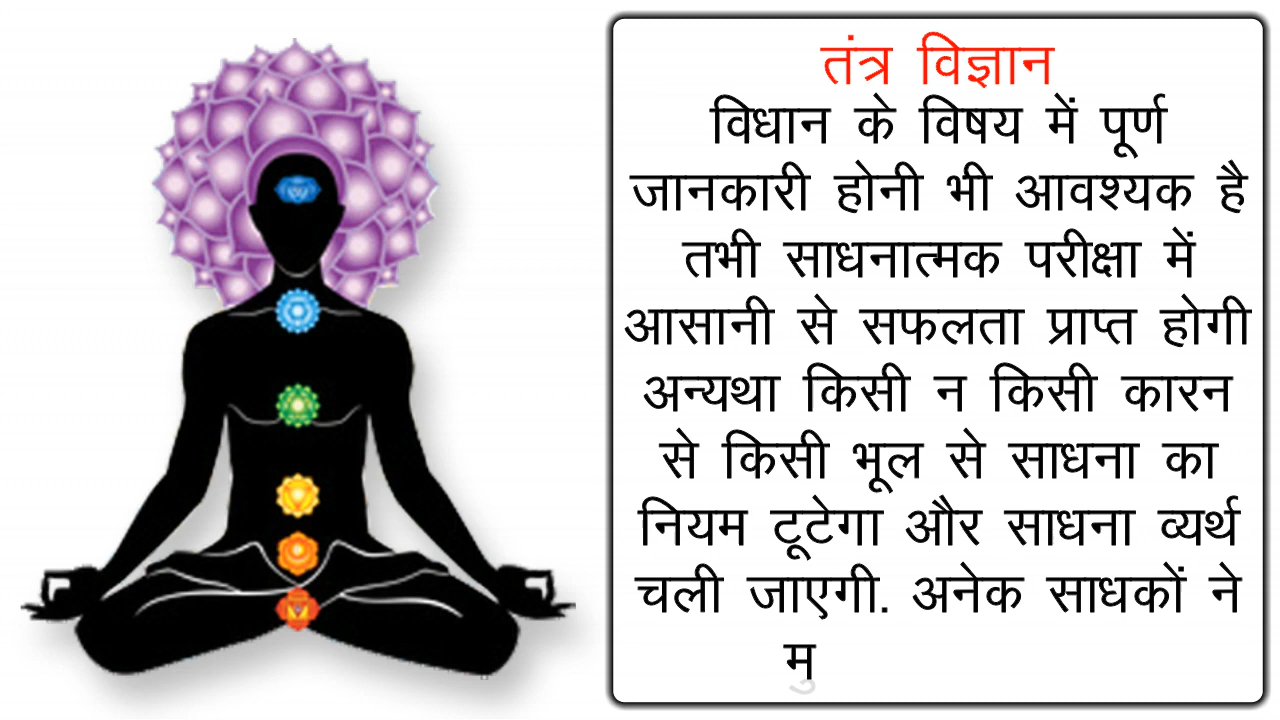 तंत्र विज्ञान
विधान के विषय में पूर्ण
जानकारी होनी भी आवश्यक है
तभी साधनात्मक परीक्षा में
आसानी से सफलता प्राप्त होगी
अन्यथा किसी न किसी कारन
से किसी भूल से साधना का
नियम टूटेगा और साधना व्यर्थ
चली जाएगी. अनेक साधकों ने
मु